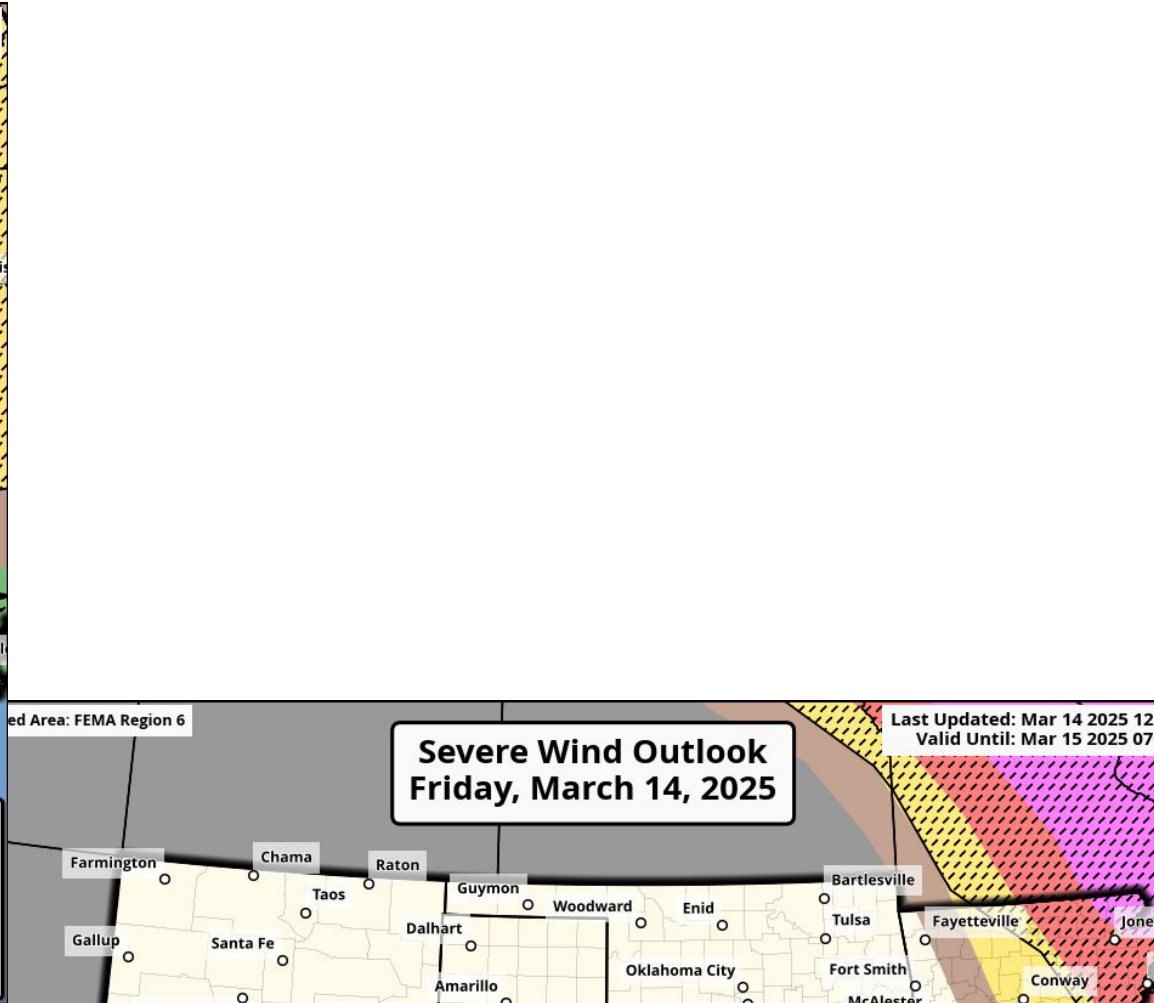 ed Area: FEMA Region 6
Severe Wind Outlook
Friday, March 14, 2025
Last Updated: Mar 14 2025 12
Valid Until: Mar 15 2025 07
Farmington
Chama
Raton
Taos
Guymon
Woodward
Enid
Bartlesville
Tulsa
Fayetteville
Jone
Dalhart
Gallup
Santa Fe
Oklahoma City
Fort Smith
Conway
Amarillo
McAlester